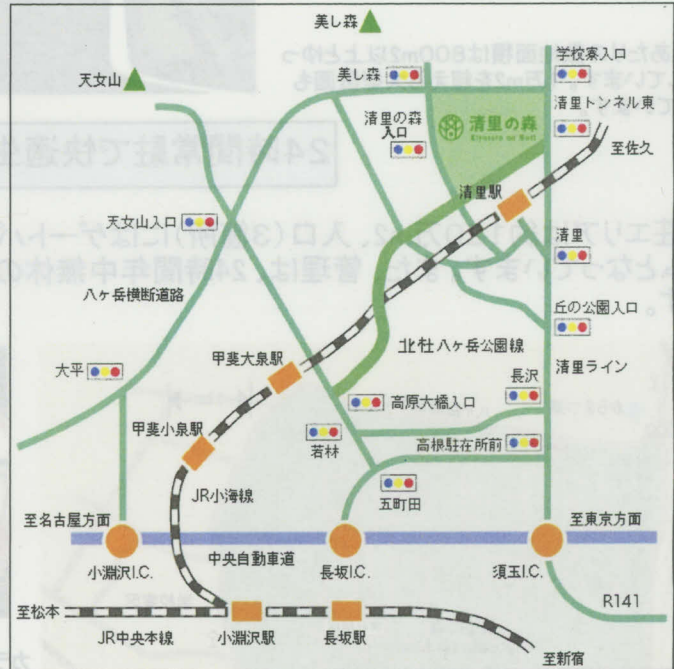 美し森
天女山
美し森
学校寮入口
清里トンネル東
清里の森
入口
清里の森
至佐久
清里駅
天女山入口
清里
八ヶ岳横断道路
丘の公園入口
北杜八ヶ岳公園線
清里ライン
甲斐大泉駅
大平
長沢
高原大橋入口
甲斐小泉駅
若林
高根駐在所前
JR小海線
五町田
至名古屋方面
至東京方面
中央自動車道
小淵沢I.C.
長坂I.C.
須玉I.C.
R141
至松本
JR中央本線
小淵沢駅
長坂駅
至新宿